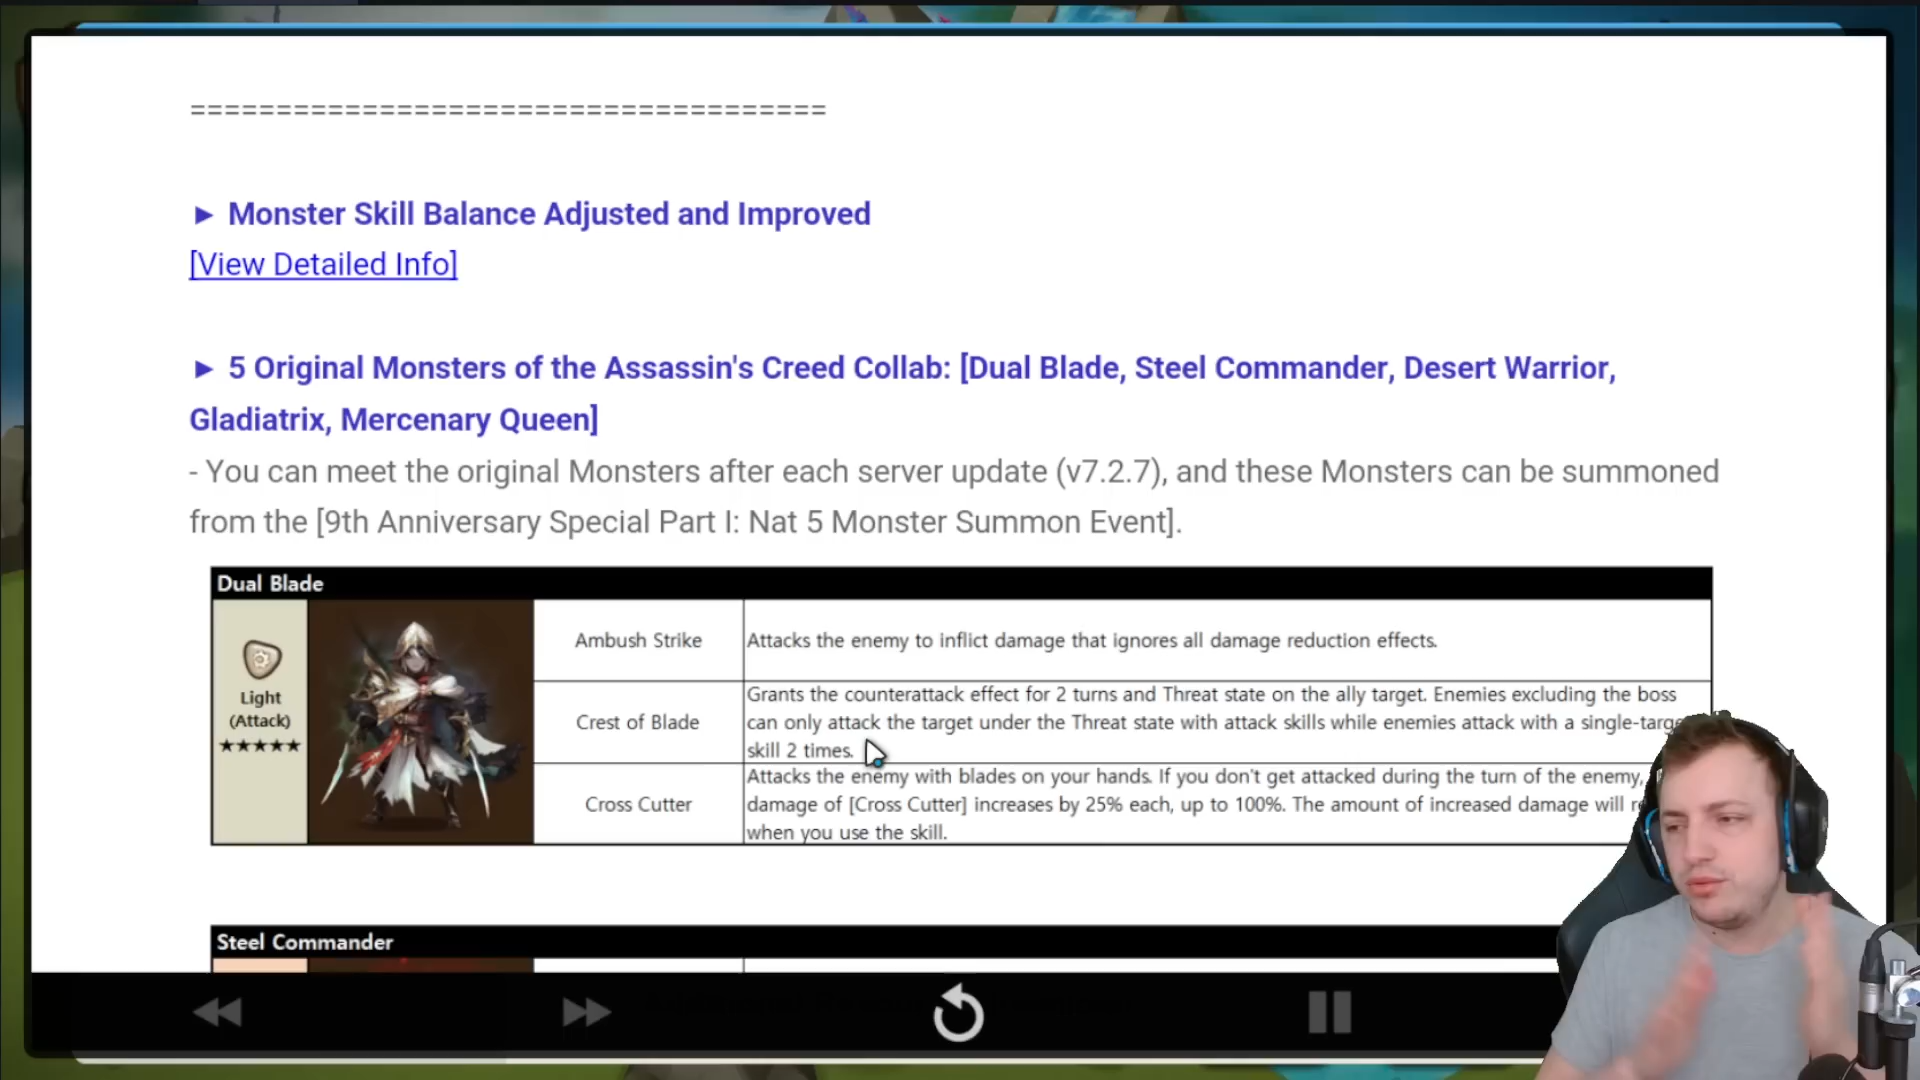 =====================================
► Monster Skill Balance Adjusted and Improved
[View Detailed Info]
► 5 Original Monsters of the Assassin's Creed Collab: [Dual Blade, Steel Commander, Desert Warrior,
Gladiatrix, Mercenary Queen]
- You can meet the original Monsters after each server update (v7.2.7), and these Monsters can be summoned
from the [9th Anniversary Special Part I: Nat 5 Monster Summon Event].
Dual Blade
Light
(Attack)
★★★★★
Ambush Strike
Attacks the enemy to inflict damage that ignores all damage reduction effects.
Crest of Blade
Grants the counterattack effect for 2 turns and Threat state on the ally target. Enemies excluding the boss
can only attack the target under the Threat state with attack skills while enemies attack with a single-targe
skill 2 times.
Cross Cutter
Attacks the enemy with blades on your hands. If you don't get attacked during the turn of the enemy,
damage of [Cross Cutter] increases by 25% each, up to 100%. The amount of increased damage will
when you use the skill.
Steel Commander